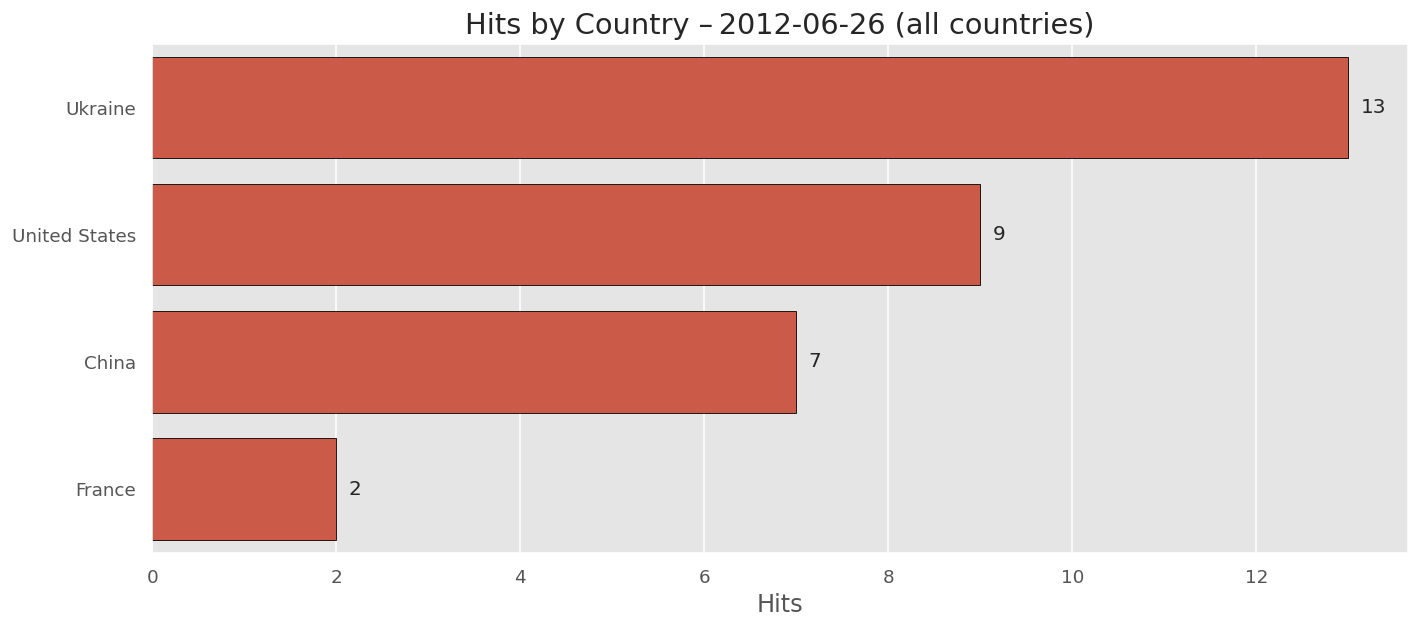 Hits by Country – 2012-06-26 (all countries)
Ukraine
13
United States
9
China
7
France
2
0 2 4 6 8 10 12
Hits